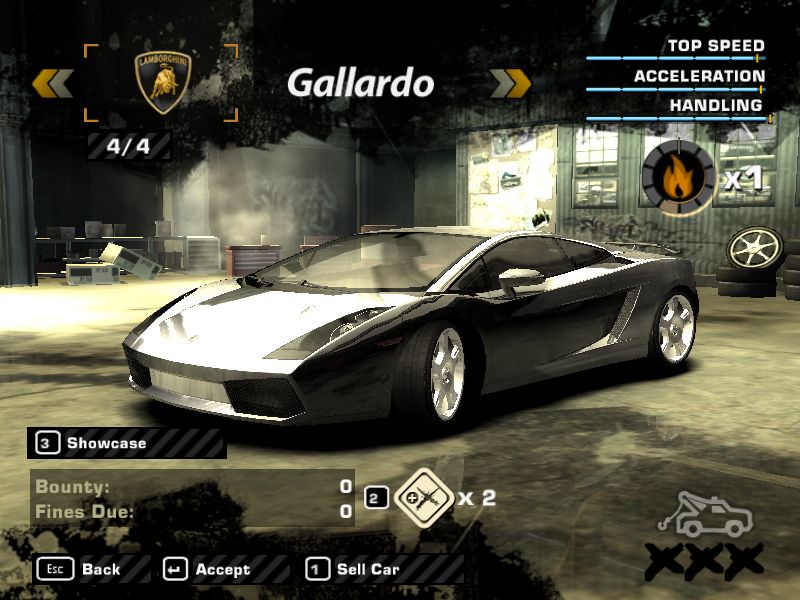 TOP SPEED
LAMBORGHINI
Gallardo
ACCELERATION
HANDLING
4/4
x1
3 Showcase
Bounty: 0
2 x 2
Fines Due: 0
XXX
Esc Back
↵ Accept
1 Sell Car